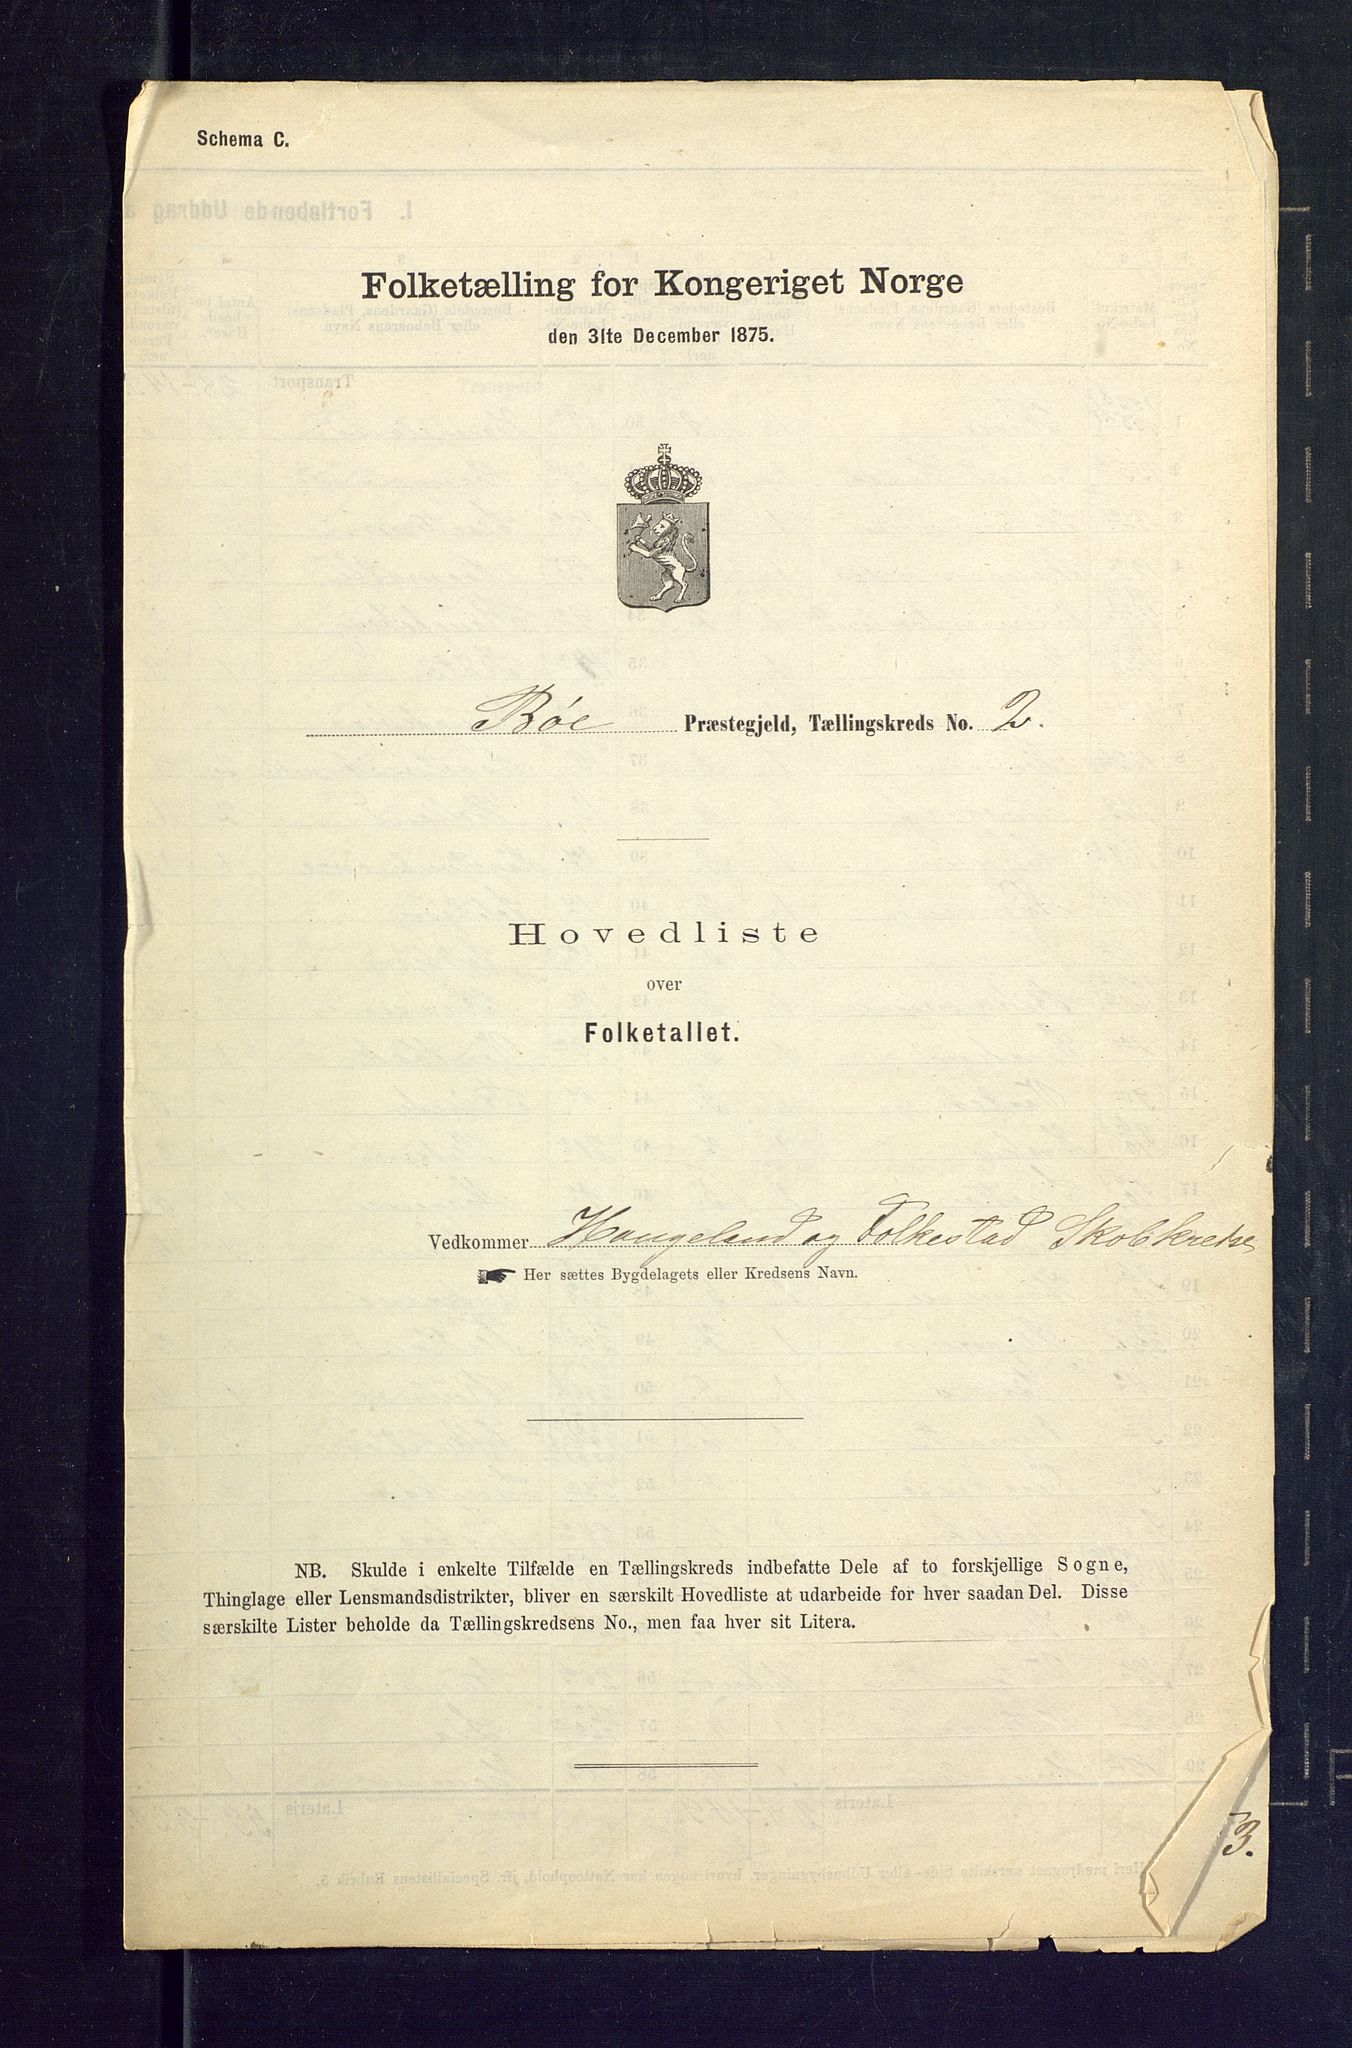 Schema C.
Folketælling for Kongeriget Norge
den 31te December 1875.
Bøe Præstegjeld, Tællingskreds No. 2.
Hovedliste
over
Folketallet.
Vedkommer Haugeland og Folkestad Skolekredse
Her sættes Bygdelagets eller Kredsens Navn.
NB. Skulde i enkelte Tilfælde en Tællingskreds indbefatte Dele af to forskjellige Sogne,
Thinglage eller Lensmandsdistrikter, bliver en særskilt Hovedliste at udarbeide for hver saadan Del. Disse
særskilte Lister beholde da Tællingskredsens No., men faa hver sit Litera.
73.